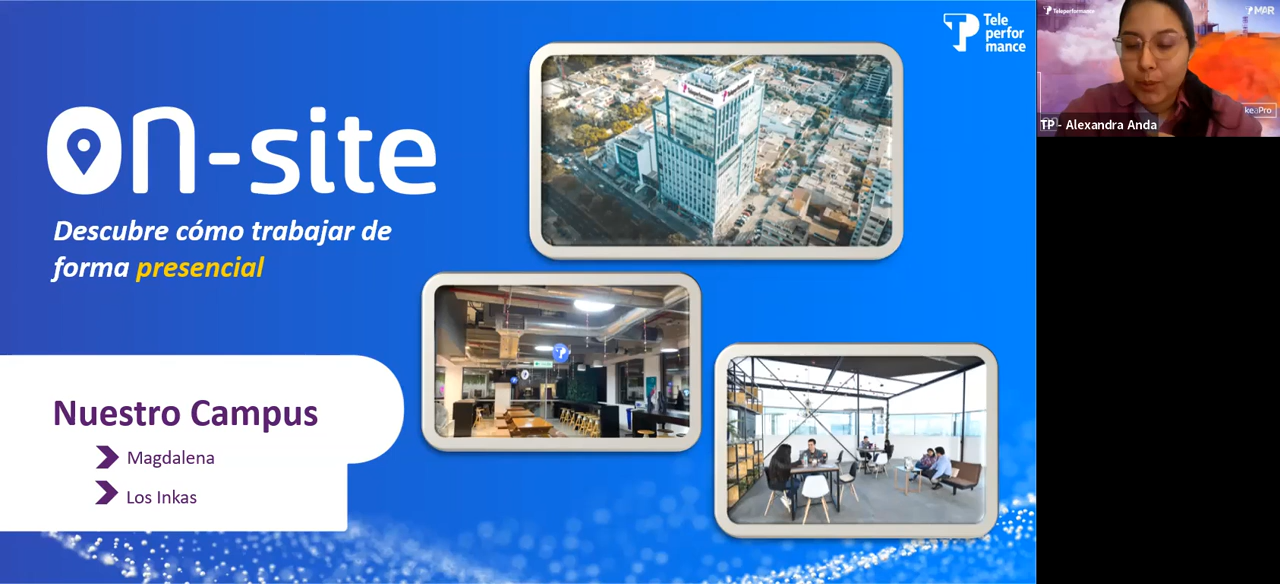 Tele
perfor
mance
On-site
Descubre cómo trabajar de
forma presencial
Nuestro Campus
Magdalena
Los Inkas
Teleperformance
TP - Alexandra Anda